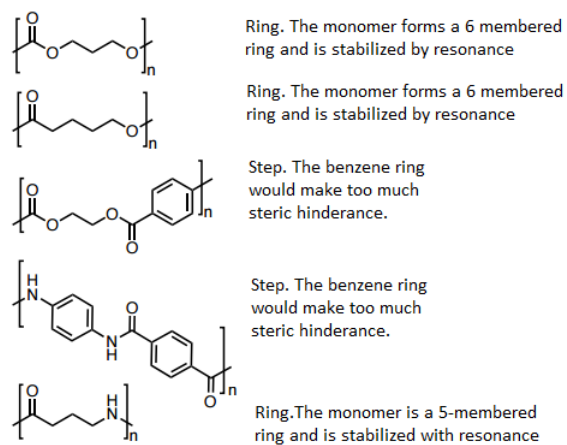 O
Ring. The monomer forms a 6 membered
O O
ring and is stabilized by resonance
n
O
Ring. The monomer forms a 6 membered
ring and is stabilized by resonance
O
n
Step. The benzene ring
O
would make too much
O O n
steric hinderance.
O
H
N
Step. The benzene ring
O
would make too much
N
H
steric hinderance.
n
O
O
H
N
Ring.The monomer is a 5-membered
n
ring and is stabilized with resonance